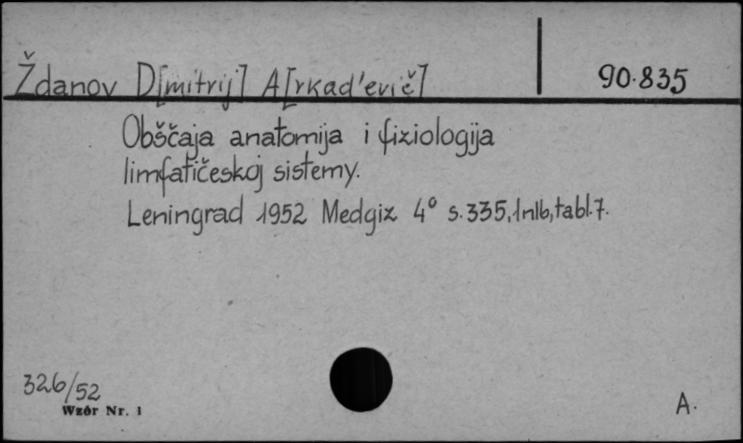 Ždanov D[mitrij] A[rkad'evič] 90.835
Obščaja anatomija i fiziologija
limfatičeskoj sistemy.
Leningrad 1952 Medgiz 4° s.335,1nlb,tabl.7.
326/52
Wzór Nr. 1
A.